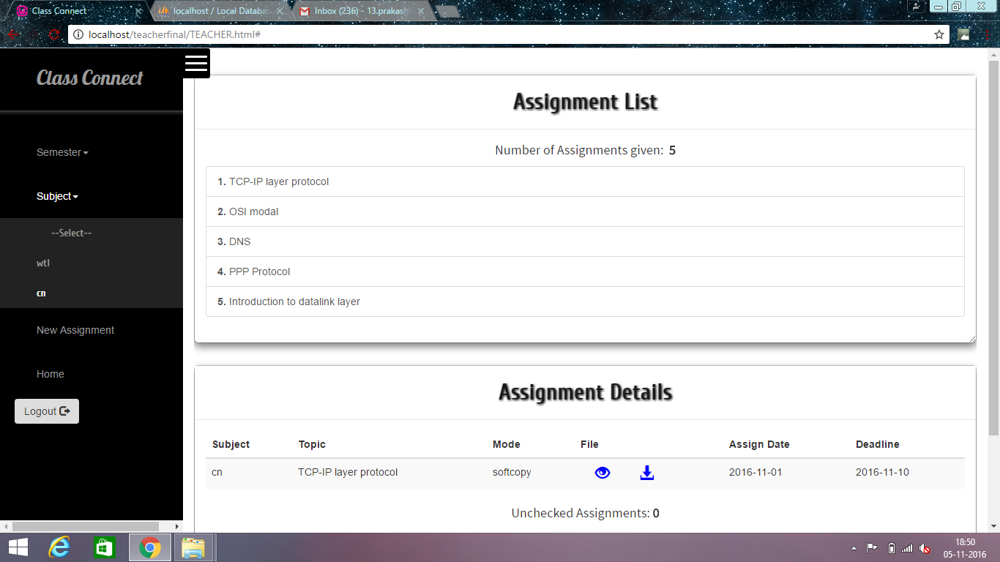 Class Connect
localhost / Local Databas
Inbox (236) - 13.prakash
localhost/teacherfinal/TEACHER.html#
Class Connect
Semester
Subject
--Select--
wtl
cn
New Assignment
Home
Logout
Assignment List
Number of Assignments given: 5
1. TCP-IP layer protocol
2. OSI modal
3. DNS
4. PPP Protocol
5. Introduction to datalink layer
Assignment Details
Subject Topic Mode File Assign Date Deadline
cn TCP-IP layer protocol softcopy 2016-11-01 2016-11-10
Unchecked Assignments: 0
18:50
05-11-2016